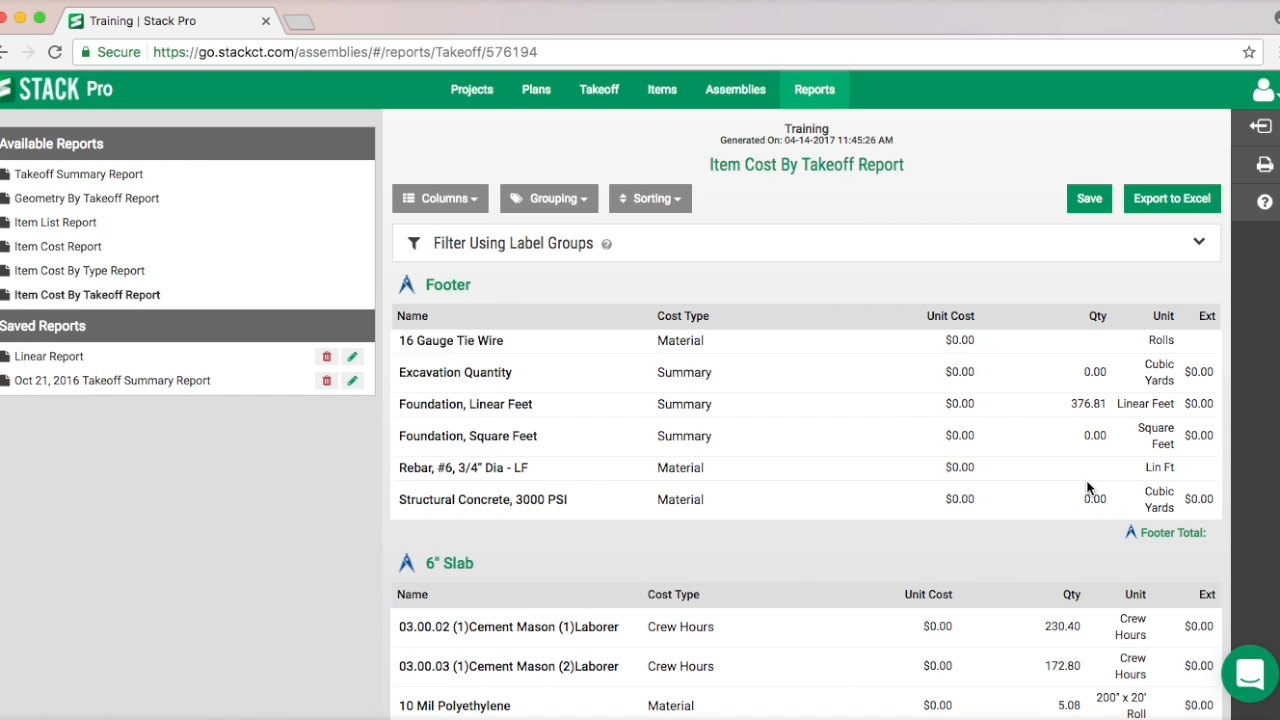 Training | Stack Pro
Secure https://go.stackct.com/assemblies/#/reports/Takeoff/576194
STACK Pro
Projects Plans Takeoff Items Assemblies Reports
Available Reports
Takeoff Summary Report
Geometry By Takeoff Report
Item List Report
Item Cost Report
Item Cost By Type Report
Item Cost By Takeoff Report
Saved Reports
Linear Report
Oct 21, 2016 Takeoff Summary Report
Training
Generated On: 04-14-2017 11:45:26 AM
Item Cost By Takeoff Report
Columns Grouping Sorting Save Export to Excel
Filter Using Label Groups ?
Footer
Name Cost Type Unit Cost Qty Unit Ext
16 Gauge Tie Wire Material $0.00 Rolls
Excavation Quantity Summary $0.00 0.00 Cubic Yards $0.00
Foundation, Linear Feet Summary $0.00 376.81 Linear Feet $0.00
Foundation, Square Feet Summary $0.00 0.00 Square Feet $0.00
Rebar, #6, 3/4" Dia - LF Material $0.00 Lin Ft
Structural Concrete, 3000 PSI Material $0.00 0.00 Cubic Yards $0.00
Footer Total:
6" Slab
Name Cost Type Unit Cost Qty Unit Ext
03.00.02 (1)Cement Mason (1)Laborer Crew Hours $0.00 230.40 Crew Hours $0.00
03.00.03 (1)Cement Mason (2)Laborer Crew Hours $0.00 172.80 Crew Hours $0.00
10 Mil Polyethylene Material $0.00 5.08 200" x 20' Roll $0.00